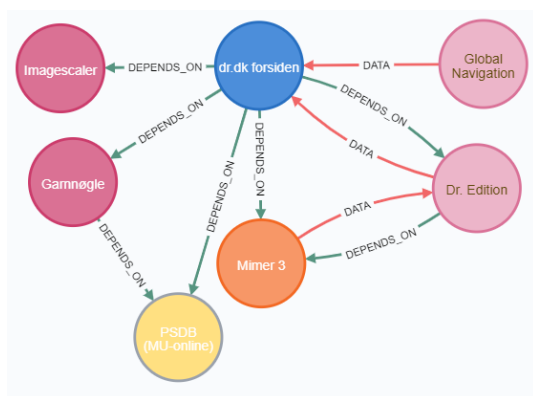 Imagescaler
DEPENDS_ON
dr.dk forsiden
DATA
Global
Navigation
DEPENDS_ON
DEPENDS_ON
DATA
DEPENDS_ON
DEPENDS_ON
Gamnøgle
Dr. Edition
DATA
DEPENDS_ON
DEPENDS_ON
Mimer 3
PSDB
(MU-online)